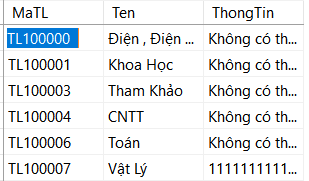 MaTL Ten ThongTin
TL100000 Điện , Điện ... Không có th...
TL100001 Khoa Học Không có th...
TL100003 Tham Khảo Không có th...
TL100004 CNTT Không có th...
TL100006 Toán Không có th...
TL100007 Vật Lý 1111111111...